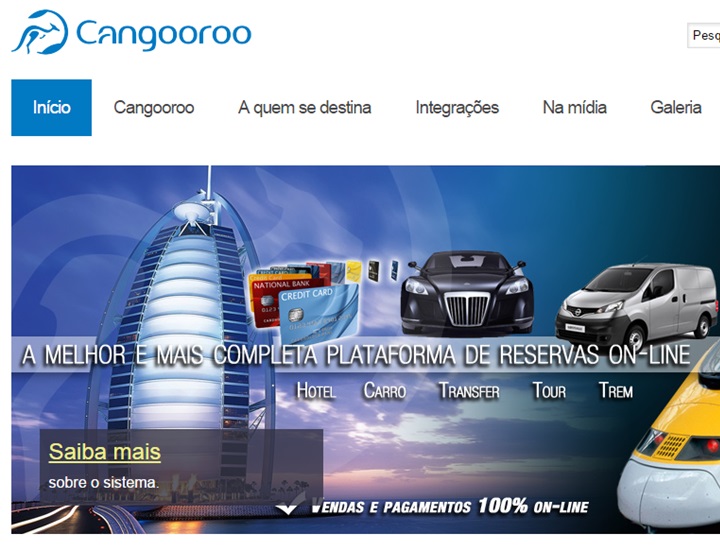 Cangooroo
Pesq
Início Cangooroo A quem se destina Integrações Na mídia Galeria
Credit Card
NATIONAL BANK
CREDIT CARD
A MELHOR E MAIS COMPLETA PLATAFORMA DE RESERVAS ON-LINE
HOTEL CARRO TRANSFER TOUR TREM
Saiba mais
sobre o sistema.
VENDAS E PAGAMENTOS 100% ON-LINE